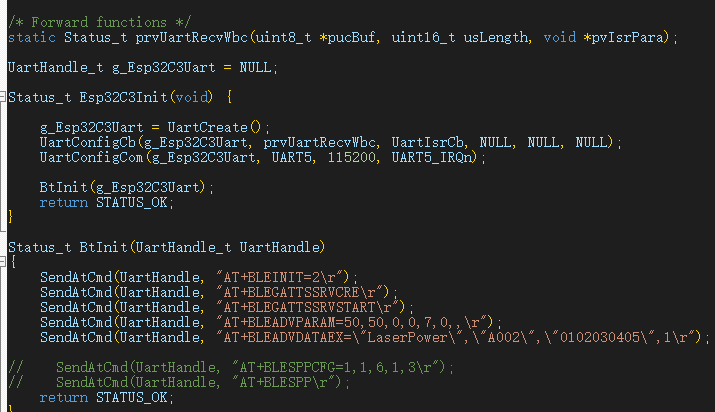 /* Forward functions */
static Status_t prvUartRecvWbc(uint8_t *pucBuf, uint16_t usLength, void *pvIsrPara);
UartHandle_t g_Esp32C3Uart = NULL;
Status_t Esp32C3Init(void) {
g_Esp32C3Uart = UartCreate();
UartConfigCb(g_Esp32C3Uart, prvUartRecvWbc, UartIsrCb, NULL, NULL, NULL);
UartConfigCom(g_Esp32C3Uart, UART5, 115200, UART5_IRQn);
BtInit(g_Esp32C3Uart);
return STATUS_OK;
}
Status_t BtInit(UartHandle_t UartHandle)
{
SendAtCmd(UartHandle, "AT+BLEINIT=2\r");
SendAtCmd(UartHandle, "AT+BLEGATTSSRVCRE\r");
SendAtCmd(UartHandle, "AT+BLEGATTSSRVSTART\r");
SendAtCmd(UartHandle, "AT+BLEADVPARAM=50,50,0,0,7,0,,\r");
SendAtCmd(UartHandle, "AT+BLEADVDATAEX=\"LaserPower\",\"A002\",\"0102030405\",1\r");
// SendAtCmd(UartHandle, "AT+BLESPPCFG=1,1,6,1,3\r");
// SendAtCmd(UartHandle, "AT+BLESPP\r");
return STATUS_OK;
}